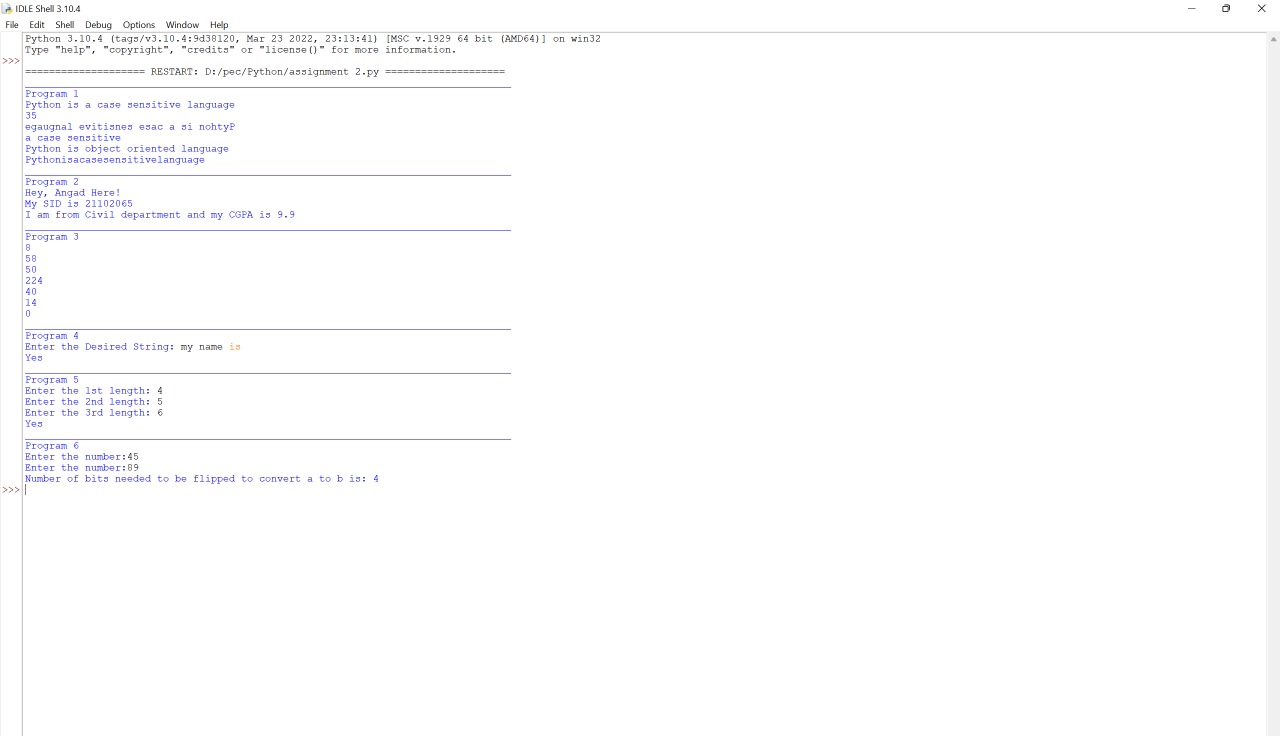 IDLE Shell 3.10.4
File Edit Shell Debug Options Window Help
Python 3.10.4 (tags/v3.10.4:9d38120, Mar 23 2022, 23:13:41) [MSC v.1929 64 bit (AMD64)] on win32
Type "help", "copyright", "credits" or "license()" for more information.
>>>
==================== RESTART: D:/pec/Python/assignment 2.py ====================
_________________________________________________________________________________
Program 1
Python is a case sensitive language
35
egaugnal evitisnes esac a si nohtyP
a case sensitive
Python is object oriented language
Pythonisacasesensitivelanguage
_________________________________________________________________________________
Program 2
Hey, Angad Here!
My SID is 21102065
I am from Civil department and my CGPA is 9.9
_________________________________________________________________________________
Program 3
8
58
50
224
40
14
0
_________________________________________________________________________________
Program 4
Enter the Desired String: my name is
Yes
_________________________________________________________________________________
Program 5
Enter the 1st length: 4
Enter the 2nd length: 5
Enter the 3rd length: 6
Yes
_________________________________________________________________________________
Program 6
Enter the number:45
Enter the number:89
Number of bits needed to be flipped to convert a to b is: 4
>>>